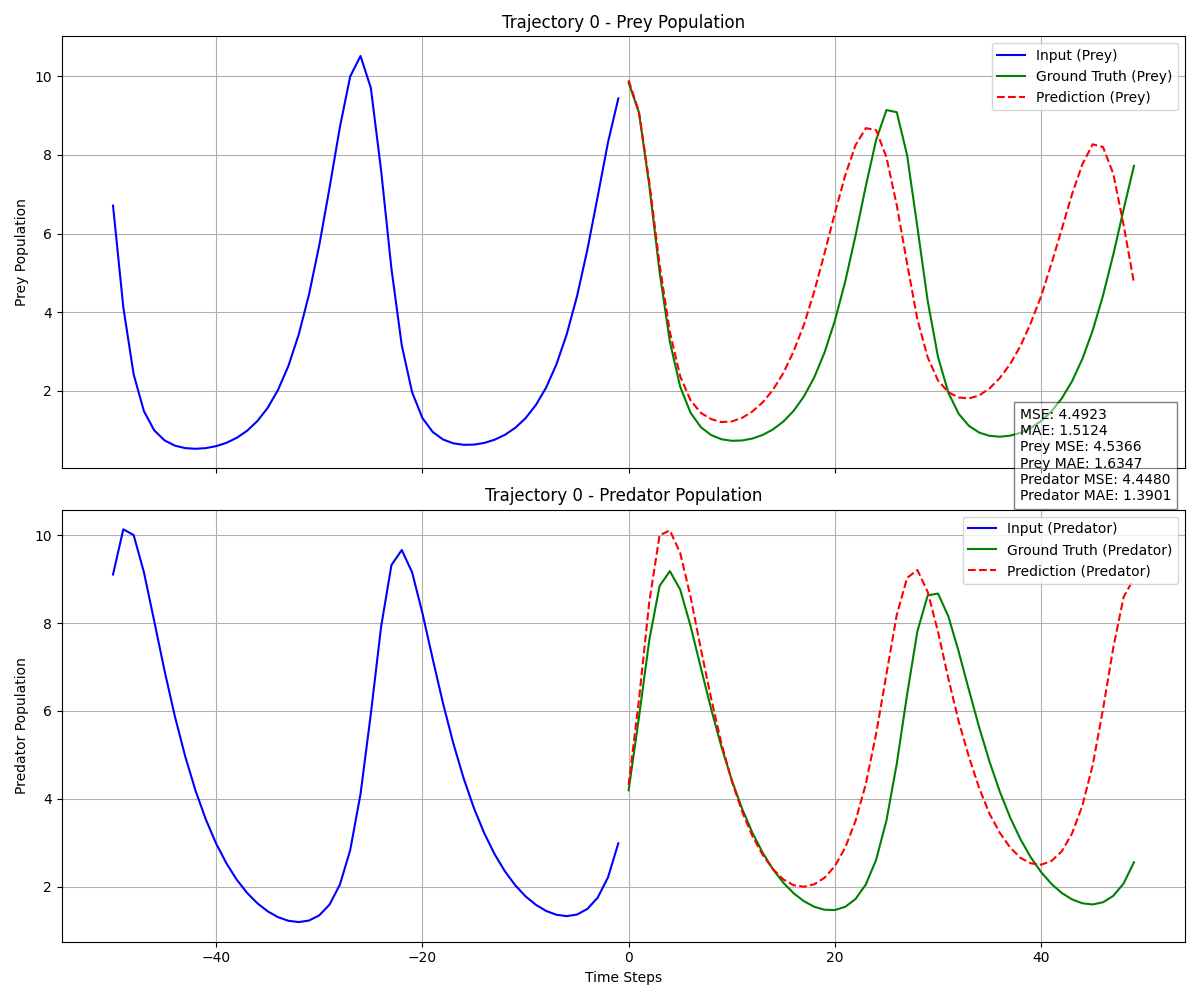 Trajectory 0 - Prey Population
Prey Population
10
8
6
4
2
Input (Prey)
Ground Truth (Prey)
Prediction (Prey)
MSE: 4.4923
MAE: 1.5124
Prey MSE: 4.5366
Prey MAE: 1.6347
Predator MSE: 4.4480
Predator MAE: 1.3901
Trajectory 0 - Predator Population
Predator Population
10
8
6
4
2
Input (Predator)
Ground Truth (Predator)
Prediction (Predator)
−40
−20
0
20
40
Time Steps